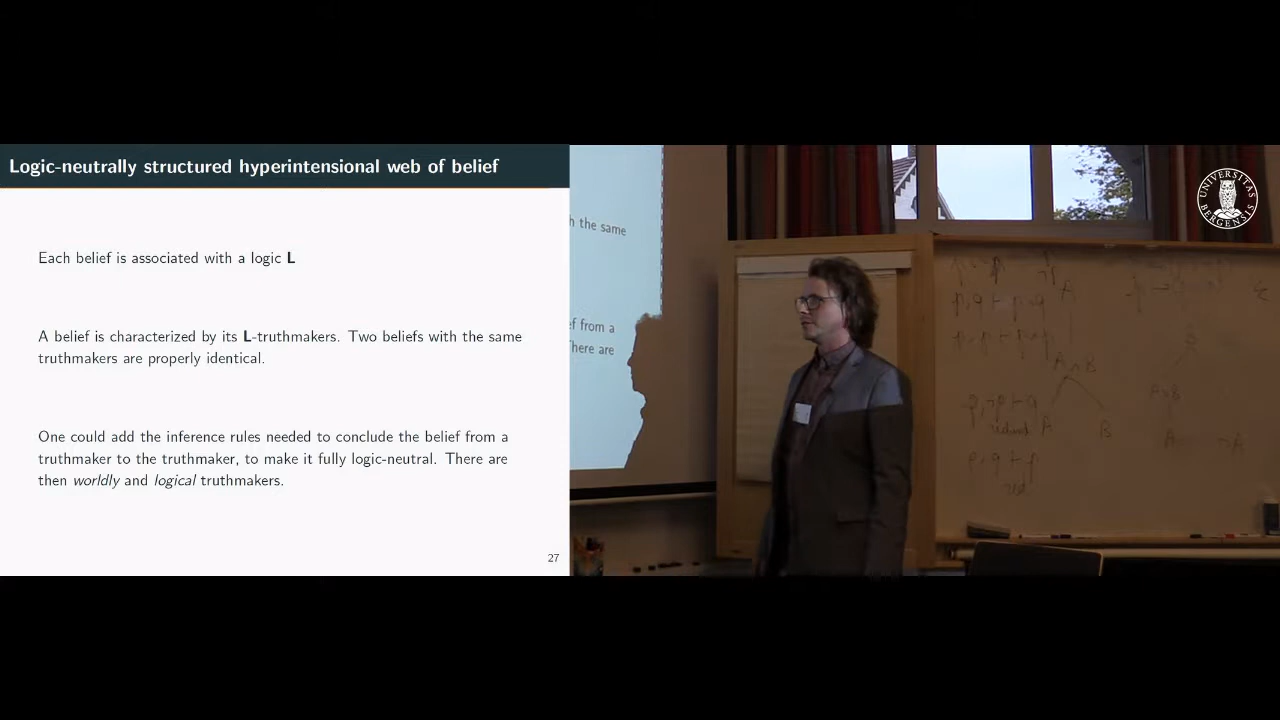 Logic-neutrally structured hyperintensional web of belief
Each belief is associated with a logic L
A belief is characterized by its L-truthmakers. Two beliefs with the same
truthmakers are properly identical.
One could add the inference rules needed to conclude the belief from a
truthmaker to the truthmaker, to make it fully logic-neutral. There are
then worldly and logical truthmakers.
27
h the same
ef from a
There are
UNIVERSITAS
BERGENSIS
p, q ⊢ p, q
p, p ⊢ p, p
A
A ∧ B
A
B
p, ¬p ⊢ q
p, q ⊢ p